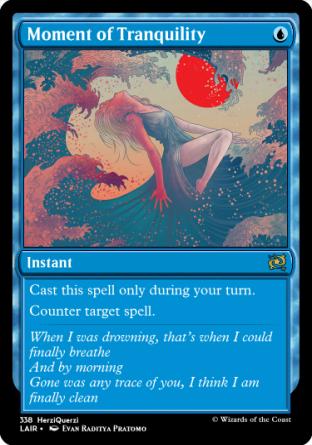 Moment of Tranquility
Instant
Cast this spell only during your turn.
Counter target spell.
When I was drowning, that's when I could
finally breathe
And by morning
Gone was any trace of you, I think I am
finally clean
338 HerziQuerzi
© Wizards of the Coast
LAIR • Evan Raditya Pratomo